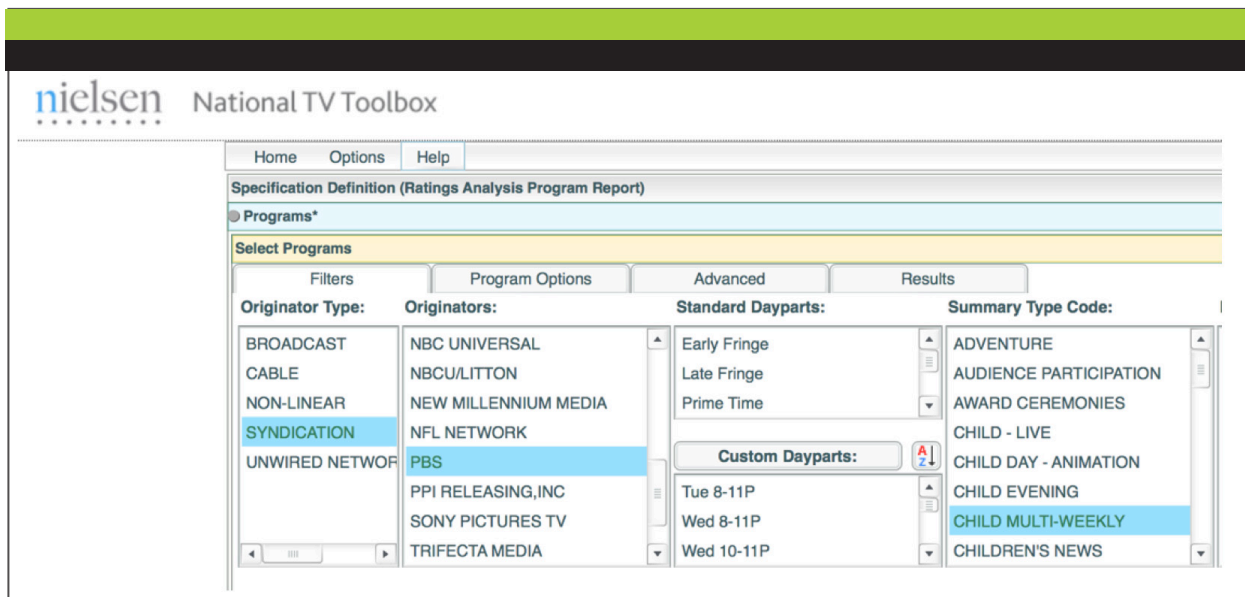 nielsen National TV Toolbox
Home Options Help
Specification Definition (Ratings Analysis Program Report)
Programs*
Select Programs
Filters Program Options Advanced Results
Originator Type: Originators: Standard Dayparts: Summary Type Code:
BROADCAST NBC UNIVERSAL Early Fringe ADVENTURE
CABLE NBCU/LITTON Late Fringe AUDIENCE PARTICIPATION
NON-LINEAR NEW MILLENNIUM MEDIA Prime Time AWARD CEREMONIES
SYNDICATION NFL NETWORK CHILD - LIVE
UNWIRED NETWOR PBS Custom Dayparts: A Z CHILD DAY - ANIMATION
PPI RELEASING,INC Tue 8-11P CHILD EVENING
SONY PICTURES TV Wed 8-11P CHILD MULTI-WEEKLY
TRIFECTA MEDIA Wed 10-11P CHILDREN'S NEWS